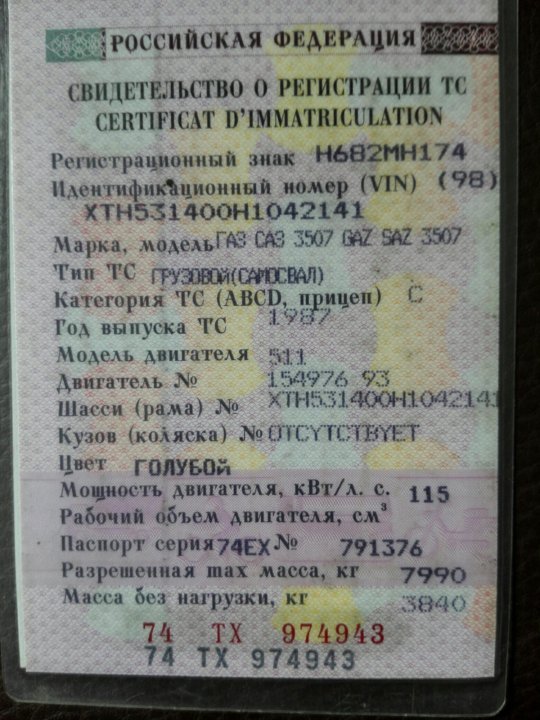 РОССИЙСКАЯ ФЕДЕРАЦИЯ
СВИДЕТЕЛЬСТВО О РЕГИСТРАЦИИ ТС
CERTIFICAT D'IMMATRICULATION
Регистрационный знак Н682МН174
Идентификационный номер (VIN) (98)
XTH531400H1042141
Марка, модель ГАЗ САЗ 3507 GAZ SAZ 3507
Тип ТС ГРУЗОВОЙ(САМОСВАЛ)
Категория ТС (ABCD, прицеп) C
Год выпуска ТС 1987
Модель двигателя 511
Двигатель № 154976 93
Шасси (рама) № XTH531400H1042141
Кузов (коляска) № ОТСУТСТВУЕТ
Цвет ГОЛУБОЙ
Мощность двигателя, кВт/л. с. 115
Рабочий объем двигателя, см³
Паспорт серия 74ЕХ № 791376
Разрешенная max масса, кг 7990
Масса без нагрузки, кг 3840
74 ТХ 974943
74 ТХ 974943